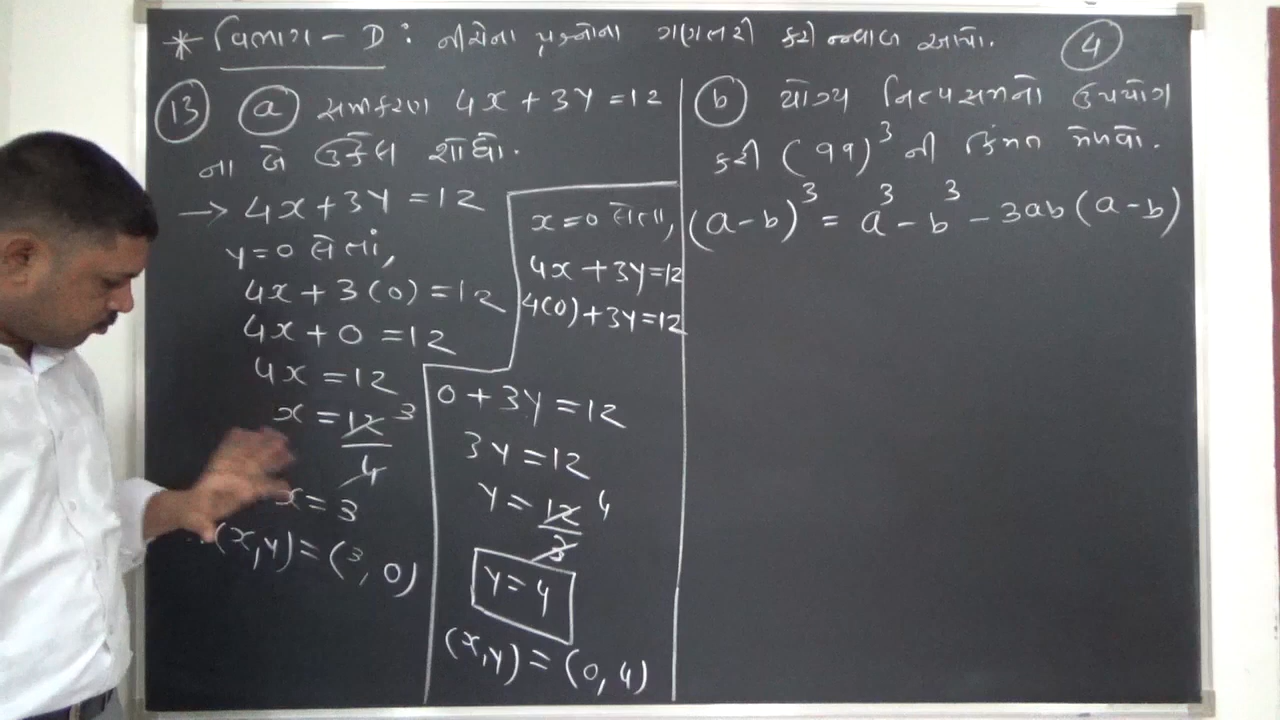 * વિભાગ - D : નીચેના પ્રશ્નોના ગણતરી કરી જવાબ આપો. 4
13 a સમીકરણ 4x + 3y = 12
ના બે ઉકેલ શોધો.
→ 4x + 3y = 12
y = 0 લેતાં,
4x + 3(0) = 12
4x + 0 = 12
4x = 12
x = 12/4 3
x = 3
(x,y) = (3, 0)
x = 0 લેતાં,
4x + 3y = 12
4(0) + 3y = 12
0 + 3y = 12
3y = 12
y = 12/3 4
y = 4
(x,y) = (0, 4)
b યોગ્ય નિત્યસમનો ઉપયોગ
કરી (99)³ ની કિંમત મેળવો.
(a-b)³ = a³ - b³ - 3ab(a-b)